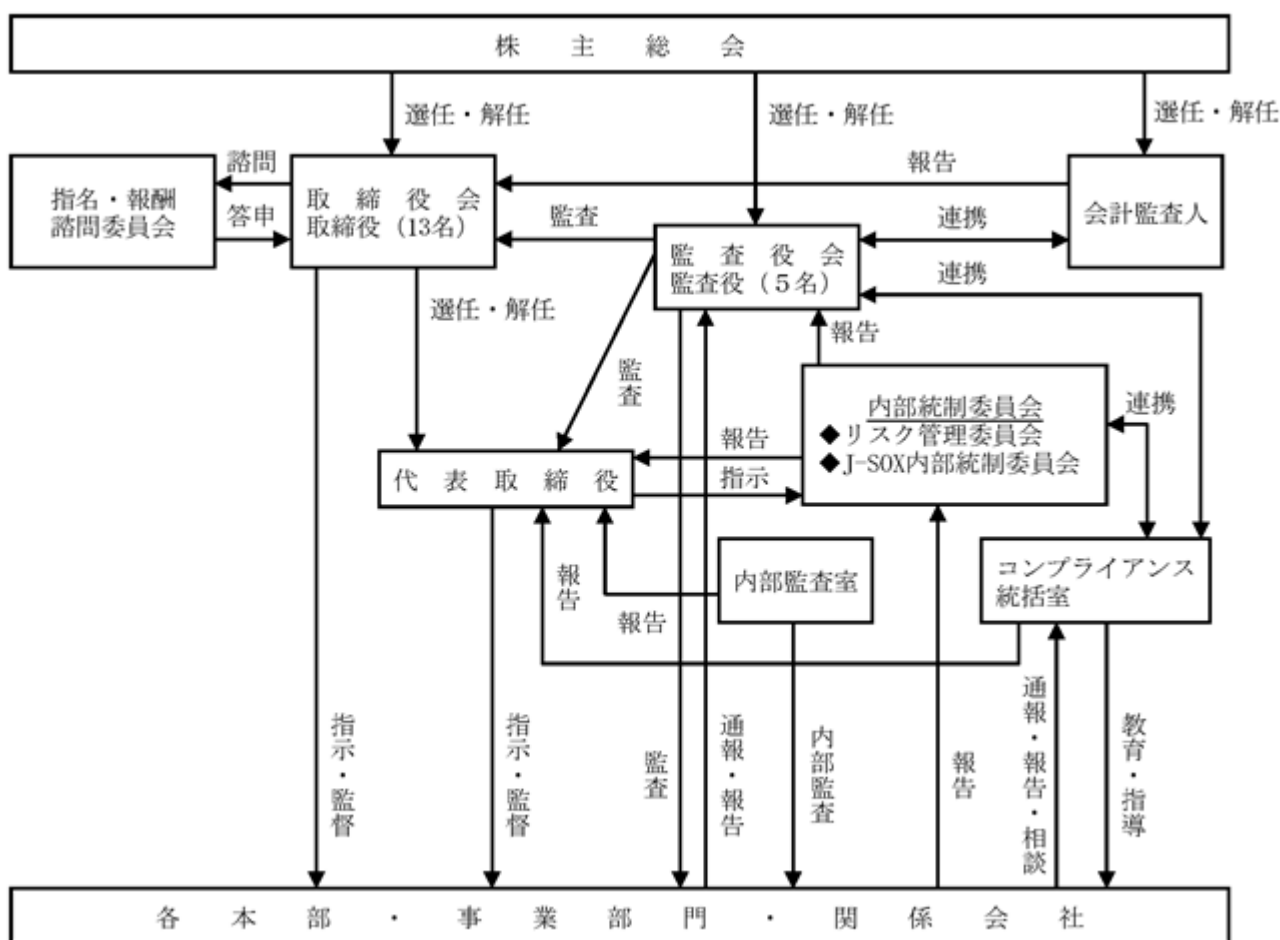 株主総会
選任・解任
選任・解任
選任・解任
指名・報酬
諮問委員会
諮問
答申
取締役会
取締役（13名）
報告
監査
会計監査人
連携
監査役会
監査役（５名）
連携
選任・解任
報告
監査
内部統制委員会
◆リスク管理委員会
◆J-SOX内部統制委員会
連携
報告
代表取締役
指示
内部監査室
コンプライアンス
統括室
報告
報告
指示・監督
指示・監督
監査
通報・報告
内部監査
報告
通報・報告・相談
教育・指導
各本部・事業部門・関係会社